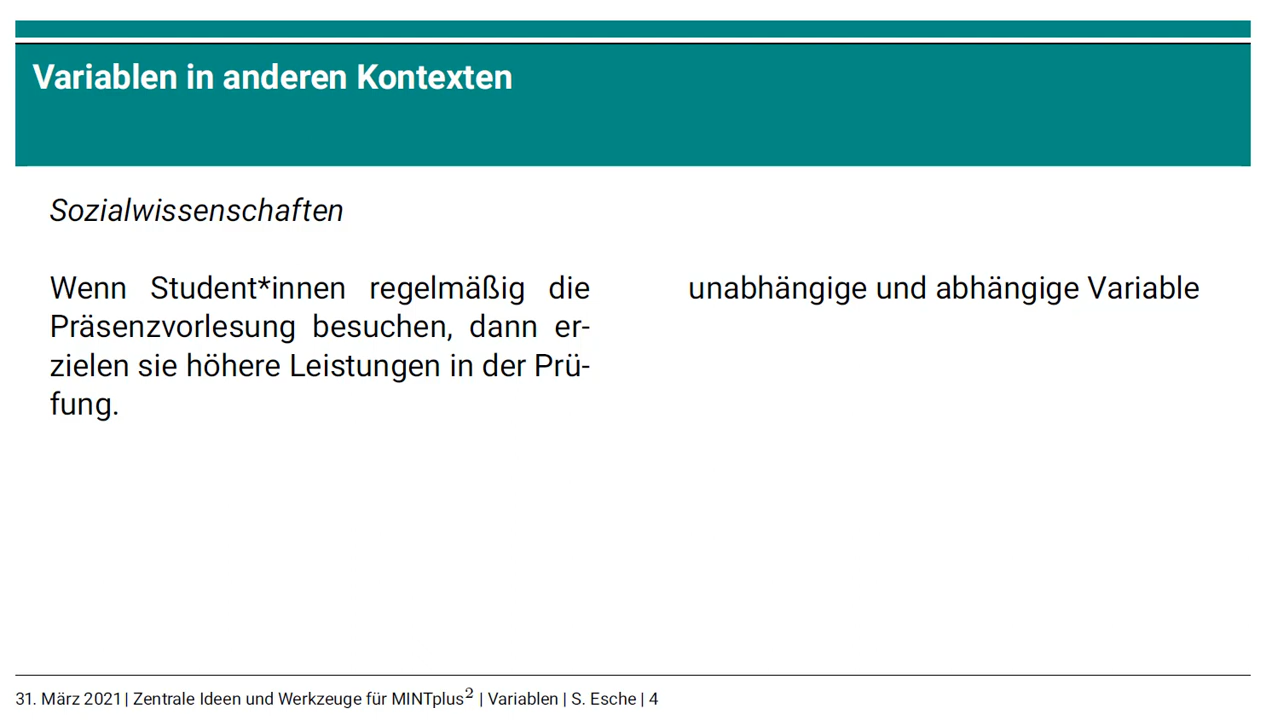 Variablen in anderen Kontexten
Sozialwissenschaften
Wenn Student*innen regelmäßig die
Präsenzvorlesung besuchen, dann er-
zielen sie höhere Leistungen in der Prü-
fung.
unabhängige und abhängige Variable
31. März 2021 | Zentrale Ideen und Werkzeuge für MINTplus² | Variablen | S. Esche | 4